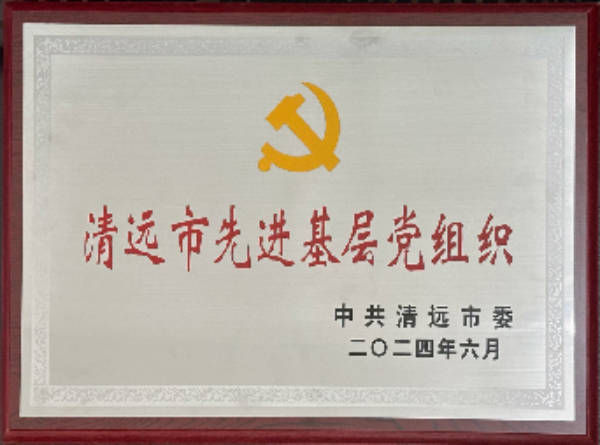 清远市先进基层党组织
中共清远市委
二〇二四年六月